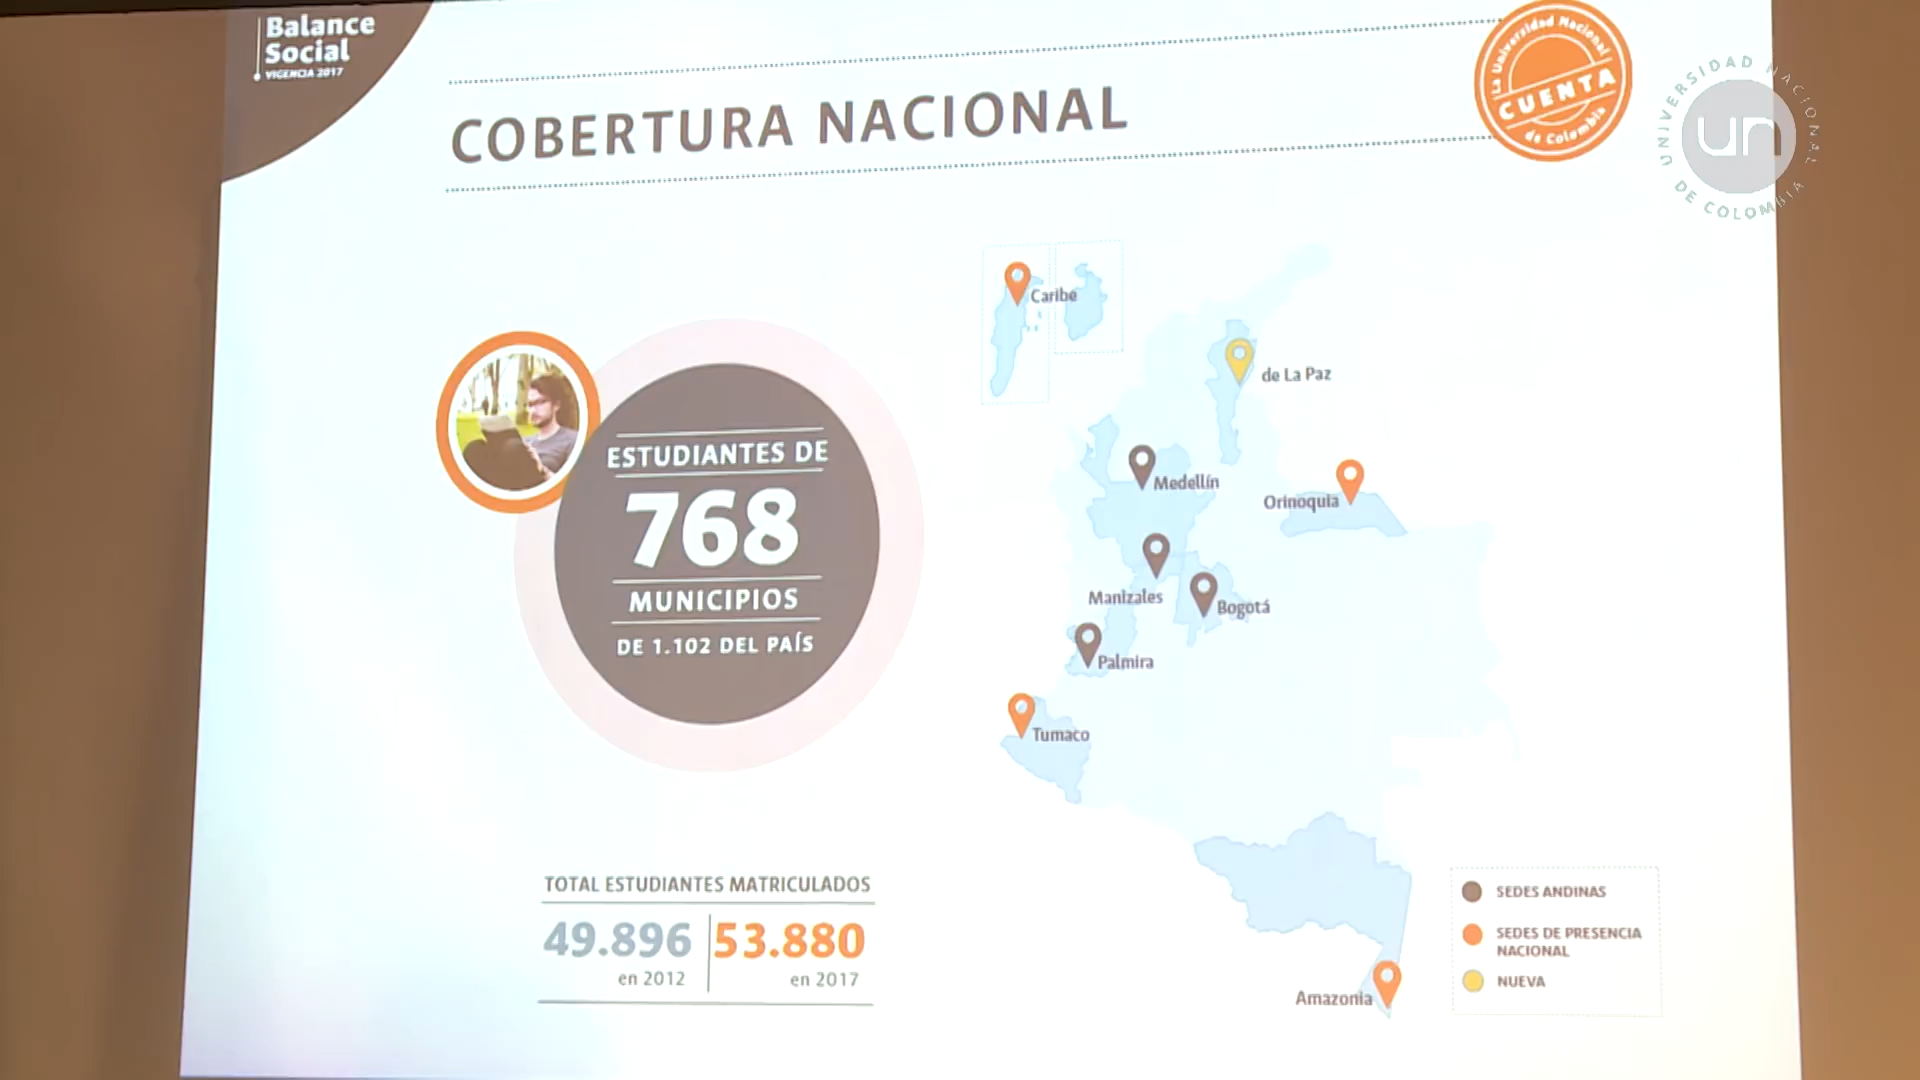 Balance
Social
VIGENCIA 2017
COBERTURA NACIONAL
La Universidad Nacional
CUENTA
de Colombia
UNIVERSIDAD NACIONAL
DE COLOMBIA
un
Caribe
de La Paz
Medellín
Orinoquia
Manizales
Bogotá
Palmira
Tumaco
Amazonia
ESTUDIANTES DE
768
MUNICIPIOS
DE 1.102 DEL PAÍS
TOTAL ESTUDIANTES MATRICULADOS
49.896
en 2012
53.880
en 2017
SEDES ANDINAS
SEDES DE PRESENCIA
NACIONAL
NUEVA